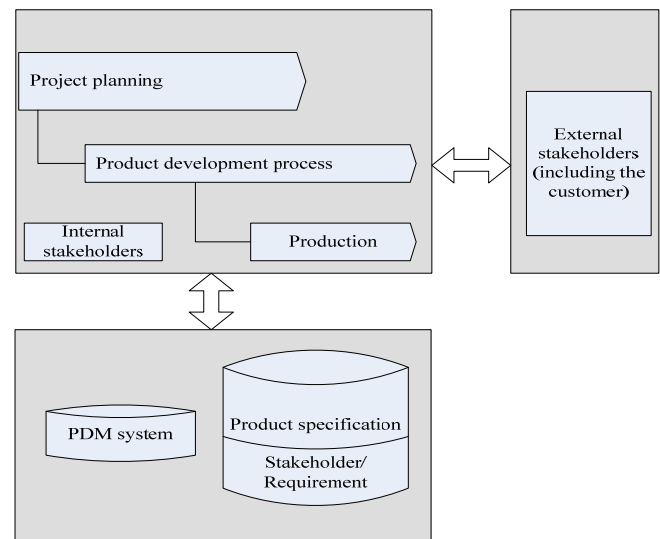 Project planning
Product development process
Internal
stakeholders
Production
External
stakeholders
(including the
customer)
PDM system
Product specification
Stakeholder/
Requirement